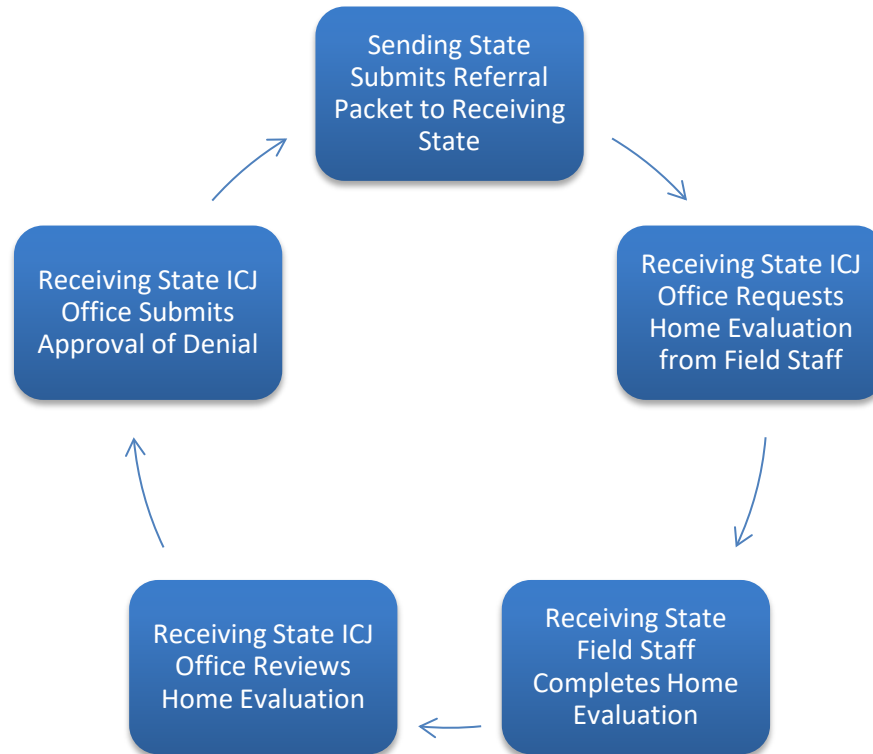 Sending State
Submits Referral
Packet to Receiving
State
Receiving State ICJ
Office Requests
Home Evaluation
from Field Staff
Receiving State
Field Staff
Completes Home
Evaluation
Receiving State ICJ
Office Reviews
Home Evaluation
Receiving State ICJ
Office Submits
Approval of Denial